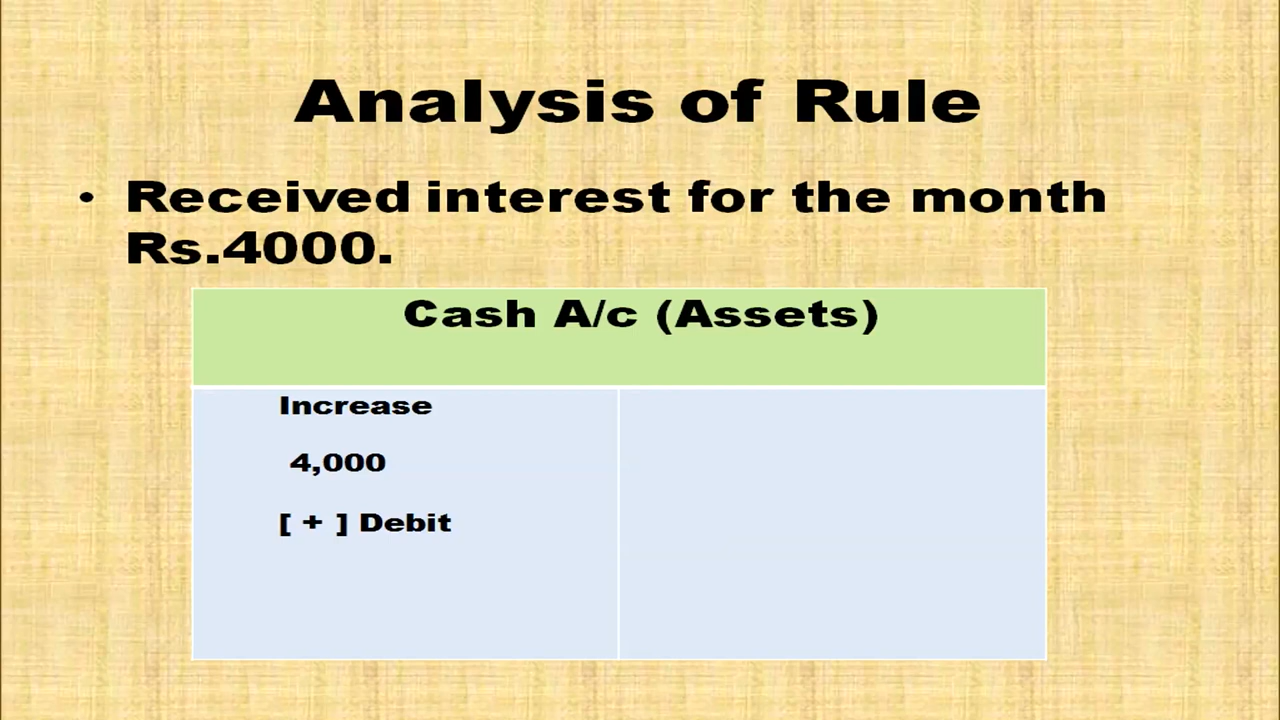 Analysis of Rule
• Received interest for the month
Rs.4000.
Cash A/c (Assets)
Increase
4,000
[ + ] Debit